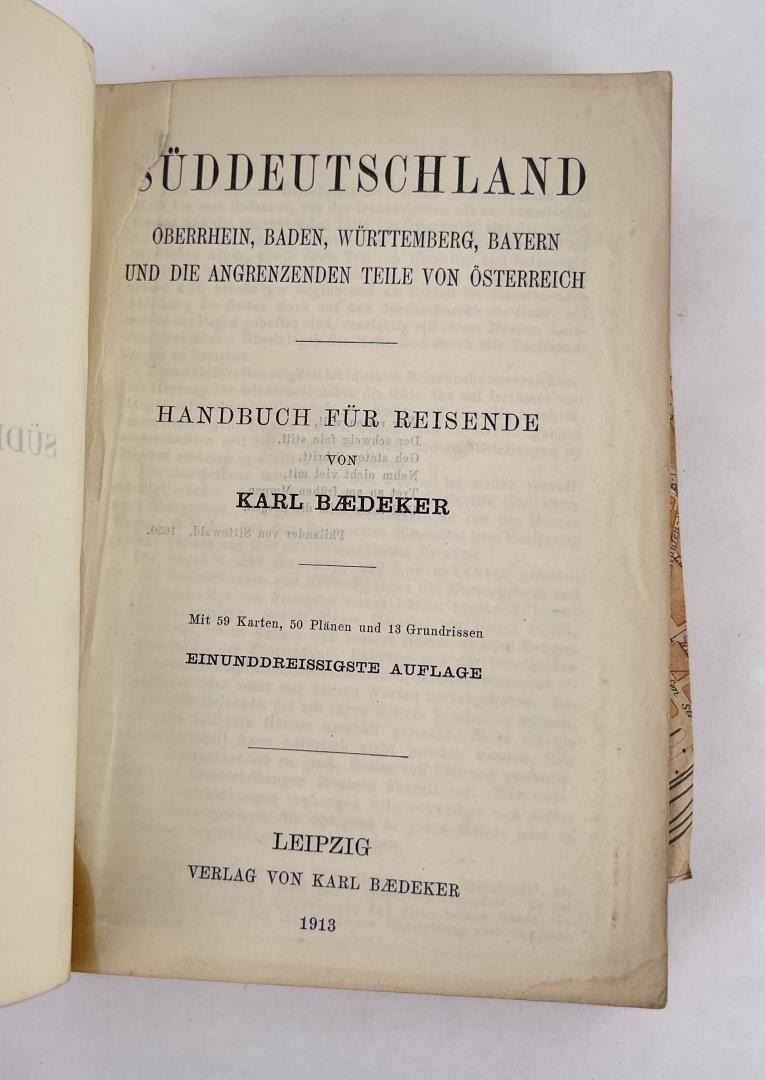 SÜDDEUTSCHLAND
OBERRHEIN, BADEN, WÜRTTEMBERG, BAYERN
UND DIE ANGRENZENDEN TEILE VON ÖSTERREICH
HANDBUCH FÜR REISENDE
VON
KARL BÆDEKER
Mit 59 Karten, 50 Plänen und 13 Grundrissen
EINUNDDREISSIGSTE AUFLAGE
LEIPZIG
VERLAG VON KARL BÆDEKER
1913